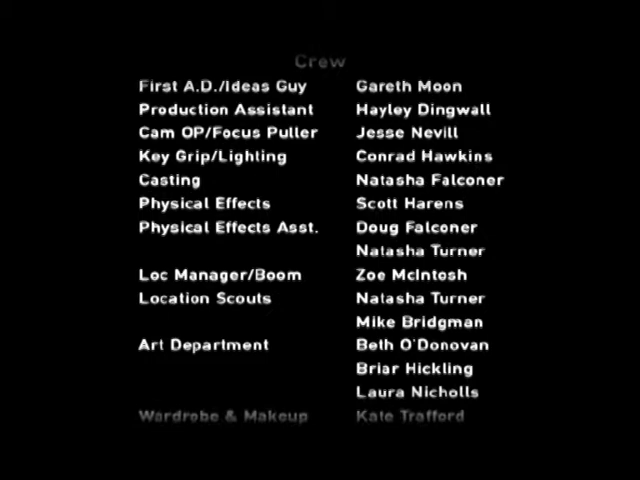 Crew
First A.D./Ideas Guy Gareth Moon
Production Assistant Hayley Dingwall
Cam OP/Focus Puller Jesse Nevill
Key Grip/Lighting Conrad Hawkins
Casting Natasha Falconer
Physical Effects Scott Harens
Physical Effects Asst. Doug Falconer
Natasha Turner
Loc Manager/Boom Zoe McIntosh
Location Scouts Natasha Turner
Mike Bridgman
Art Department Beth O'Donovan
Briar Hickling
Laura Nicholls
Wardrobe & Makeup Kate Trafford